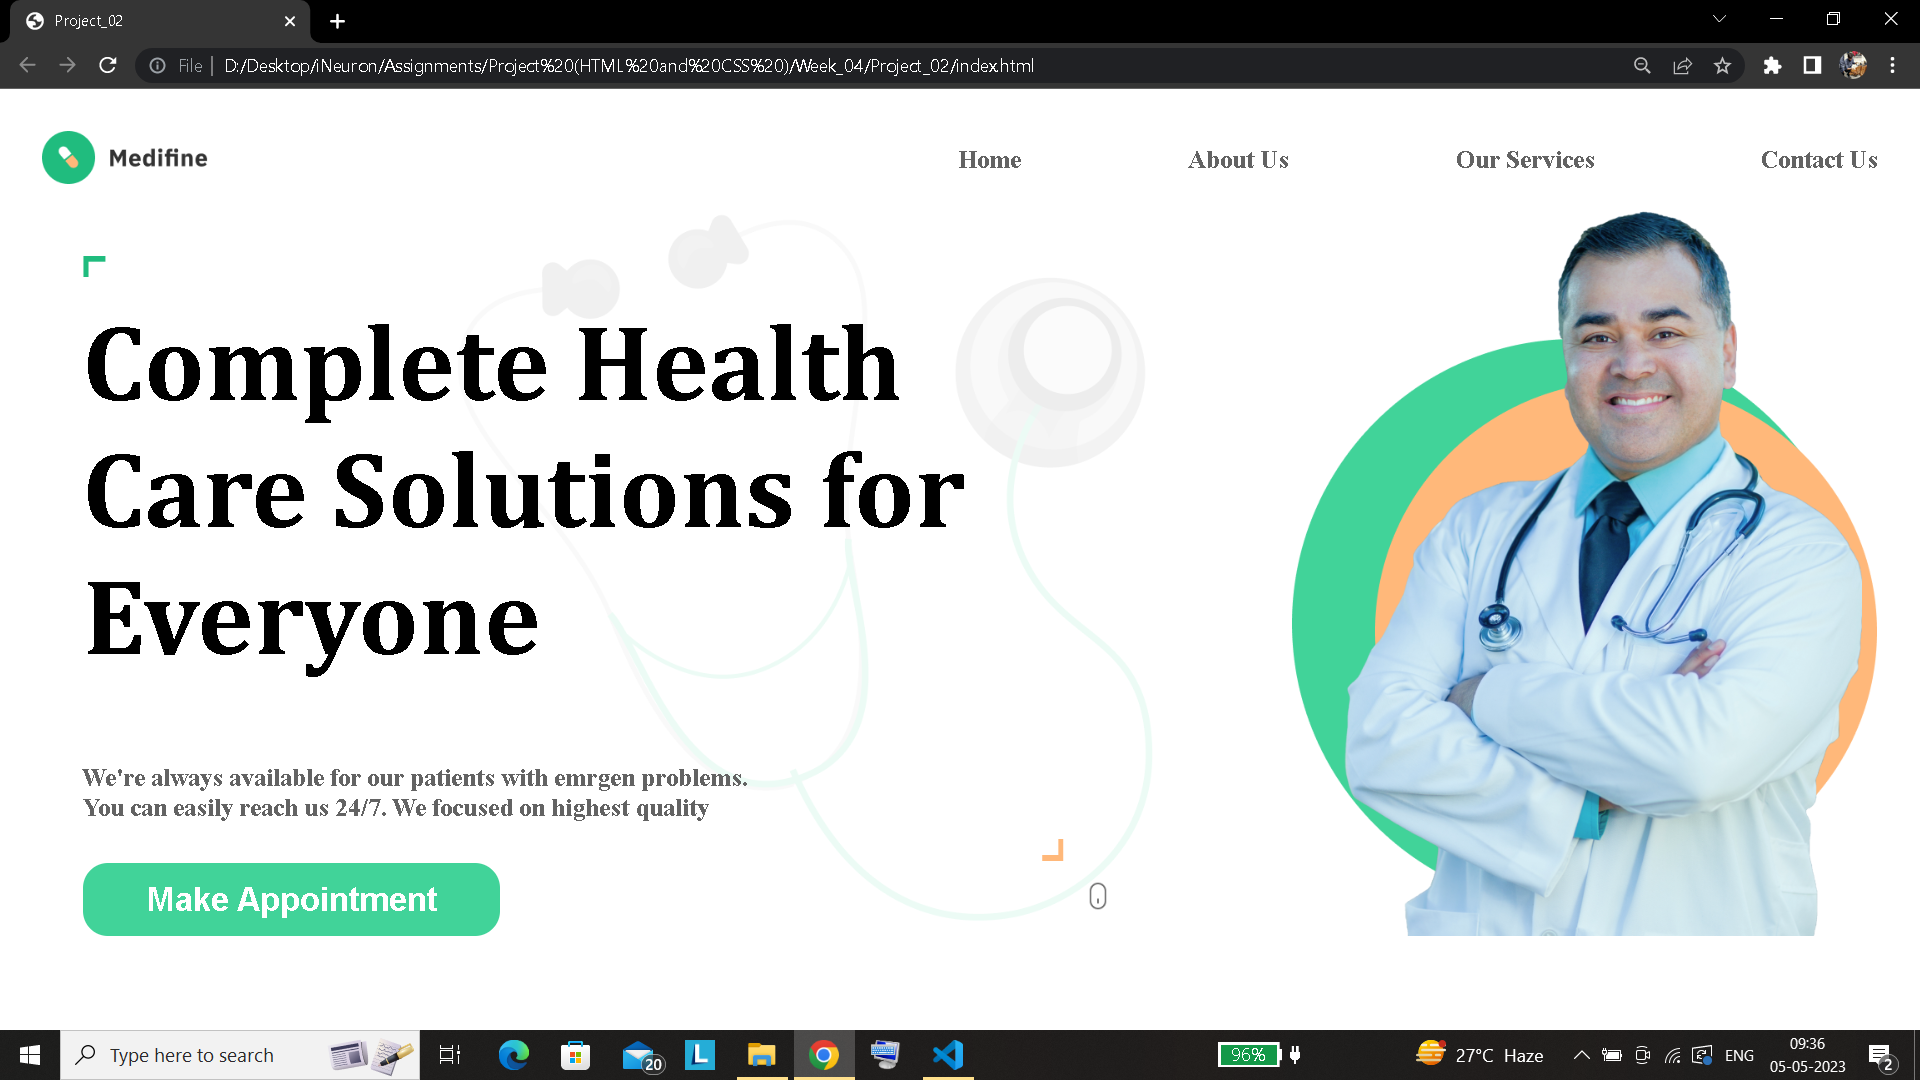 Project_02
File | D:/Desktop/iNeuron/Assignments/Project%20(HTML%20and%20CSS%20)/Week_04/Project_02/index.html
Medifine
Home
About Us
Our Services
Contact Us
Complete Health
Care Solutions for
Everyone
We're always available for our patients with emrgen problems.
You can easily reach us 24/7. We focused on highest quality
Make Appointment
Type here to search
20
L
96%
27°C Haze
ENG
09:36
05-05-2023
2